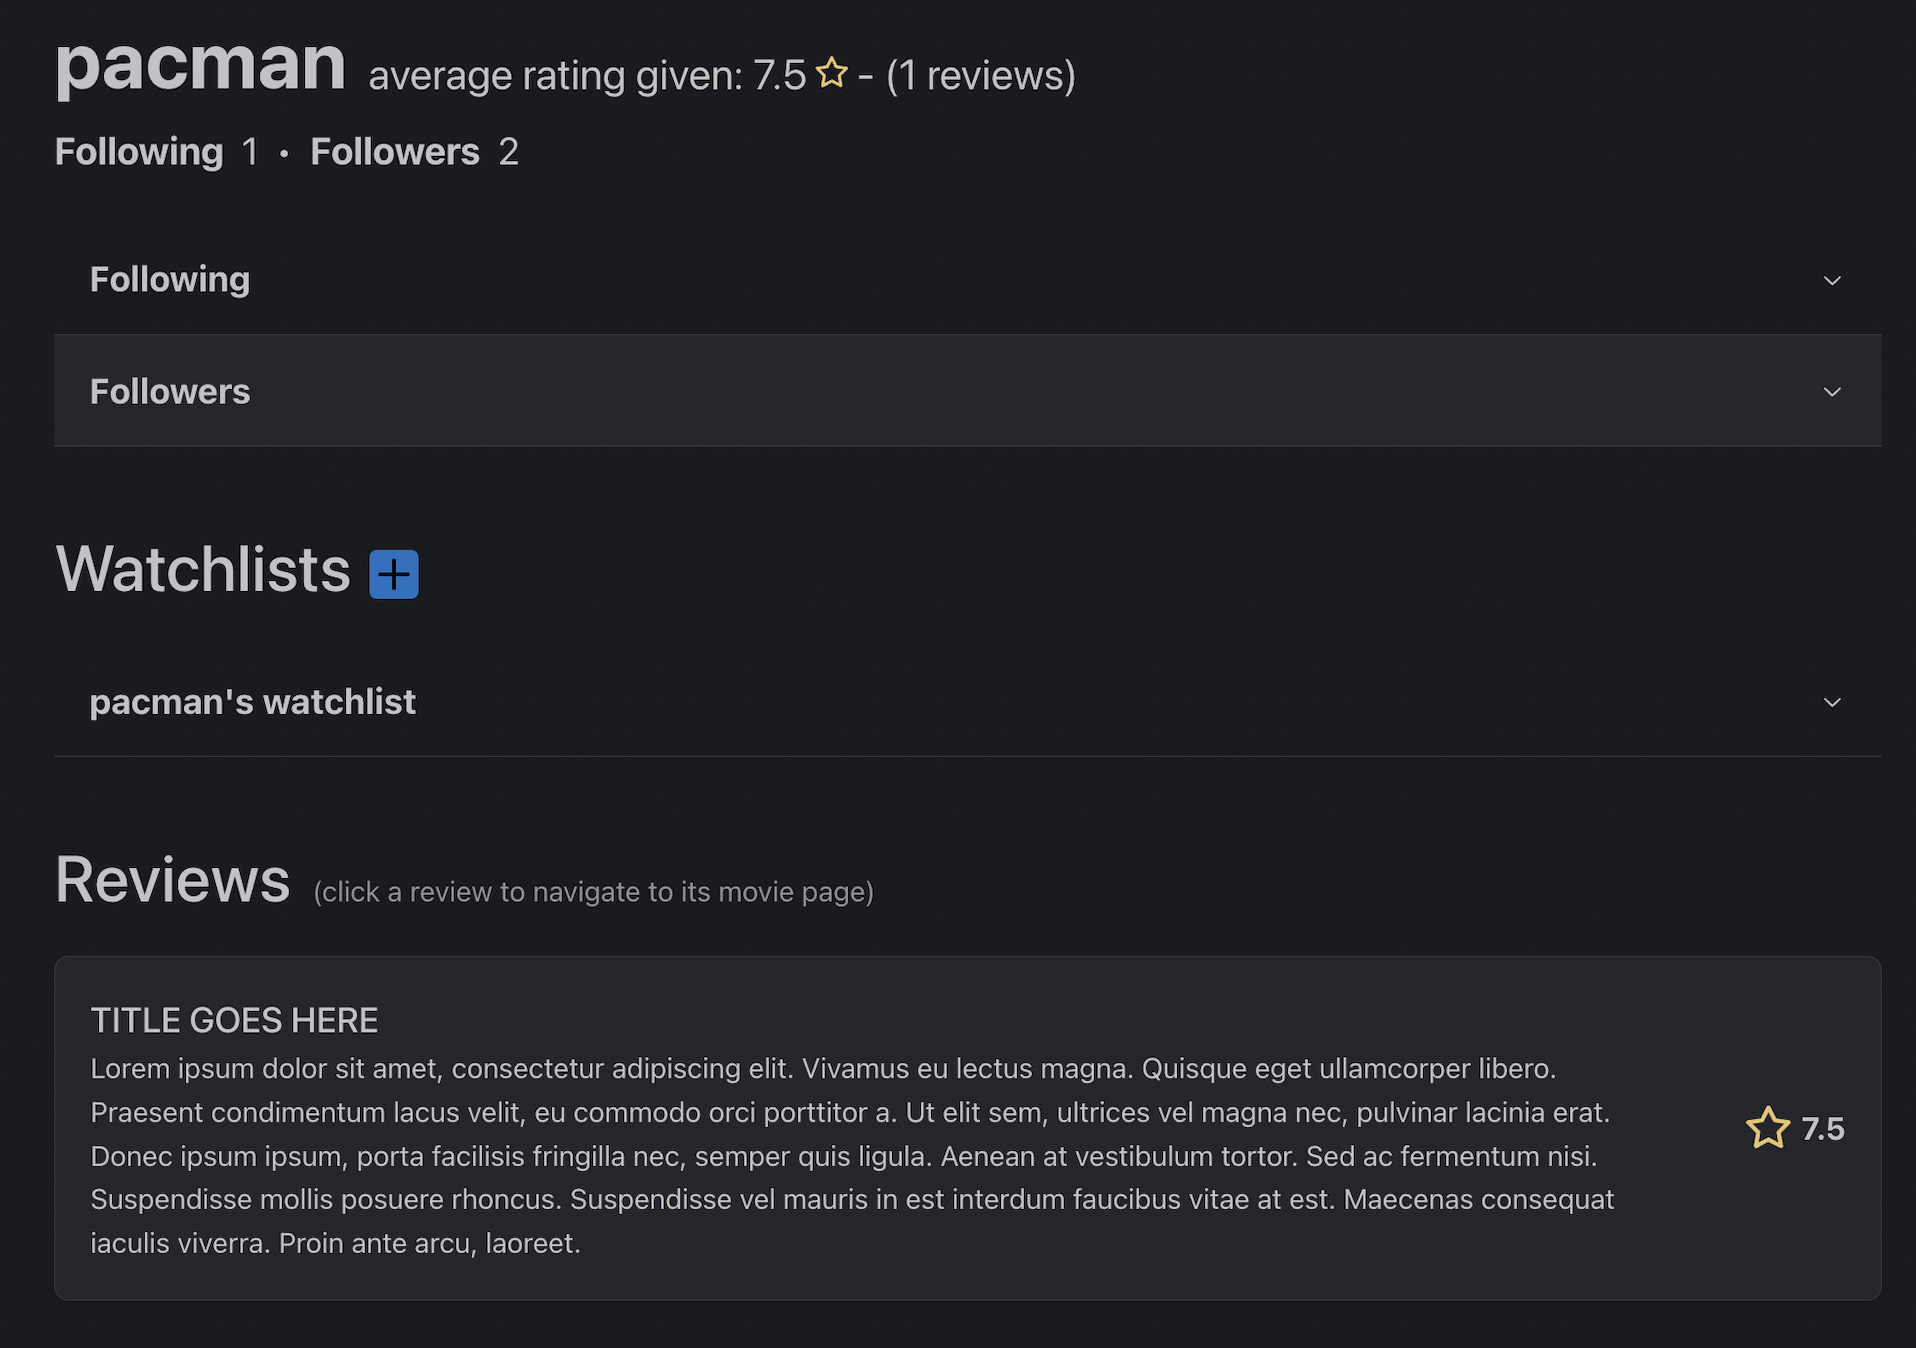 pacman average rating given: 7.5 - (1 reviews)
Following 1 · Followers 2
Following
Followers
Watchlists
pacman's watchlist
Reviews (click a review to navigate to its movie page)
TITLE GOES HERE
Lorem ipsum dolor sit amet, consectetur adipiscing elit. Vivamus eu lectus magna. Quisque eget ullamcorper libero.
Praesent condimentum lacus velit, eu commodo orci porttitor a. Ut elit sem, ultrices vel magna nec, pulvinar lacinia erat.
Donec ipsum ipsum, porta facilisis fringilla nec, semper quis ligula. Aenean at vestibulum tortor. Sed ac fermentum nisi.
Suspendisse mollis posuere rhoncus. Suspendisse vel mauris in est interdum faucibus vitae at est. Maecenas consequat
iaculis viverra. Proin ante arcu, laoreet.
7.5